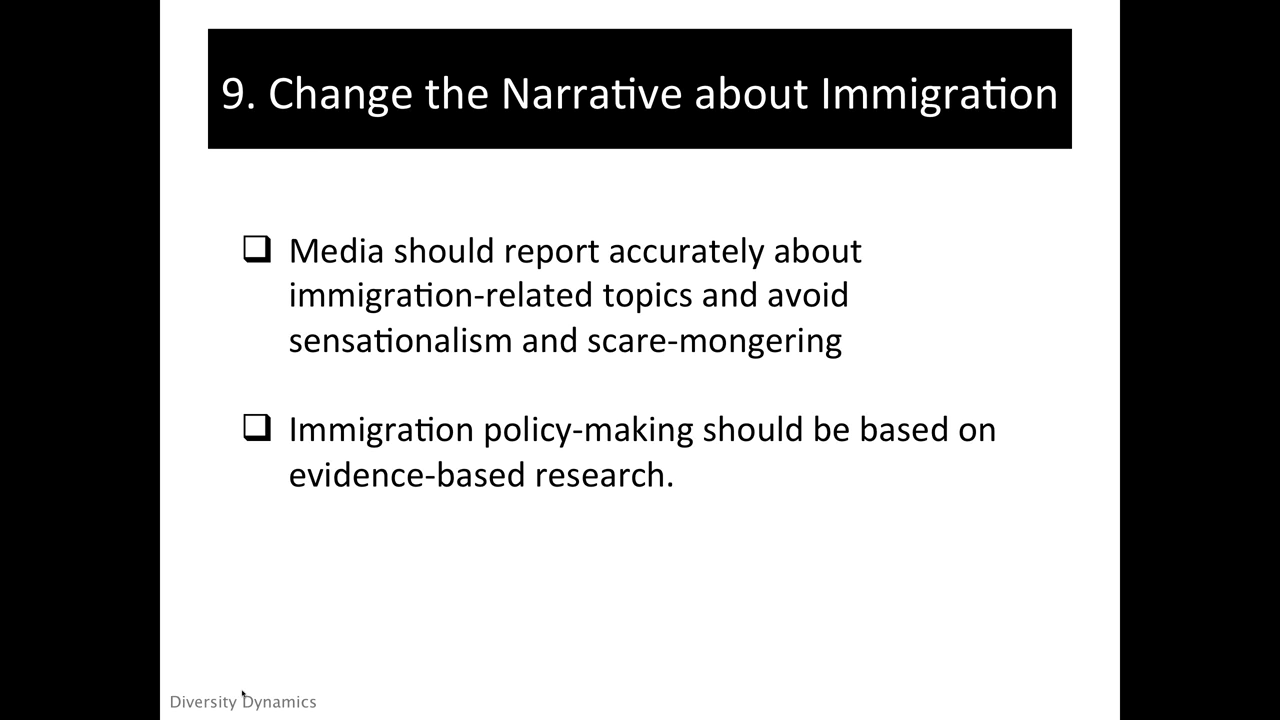 9. Change the Narrative about Immigration
Media should report accurately about
immigration-related topics and avoid
sensationalism and scare-mongering
Immigration policy-making should be based on
evidence-based research.
Diversity Dynamics